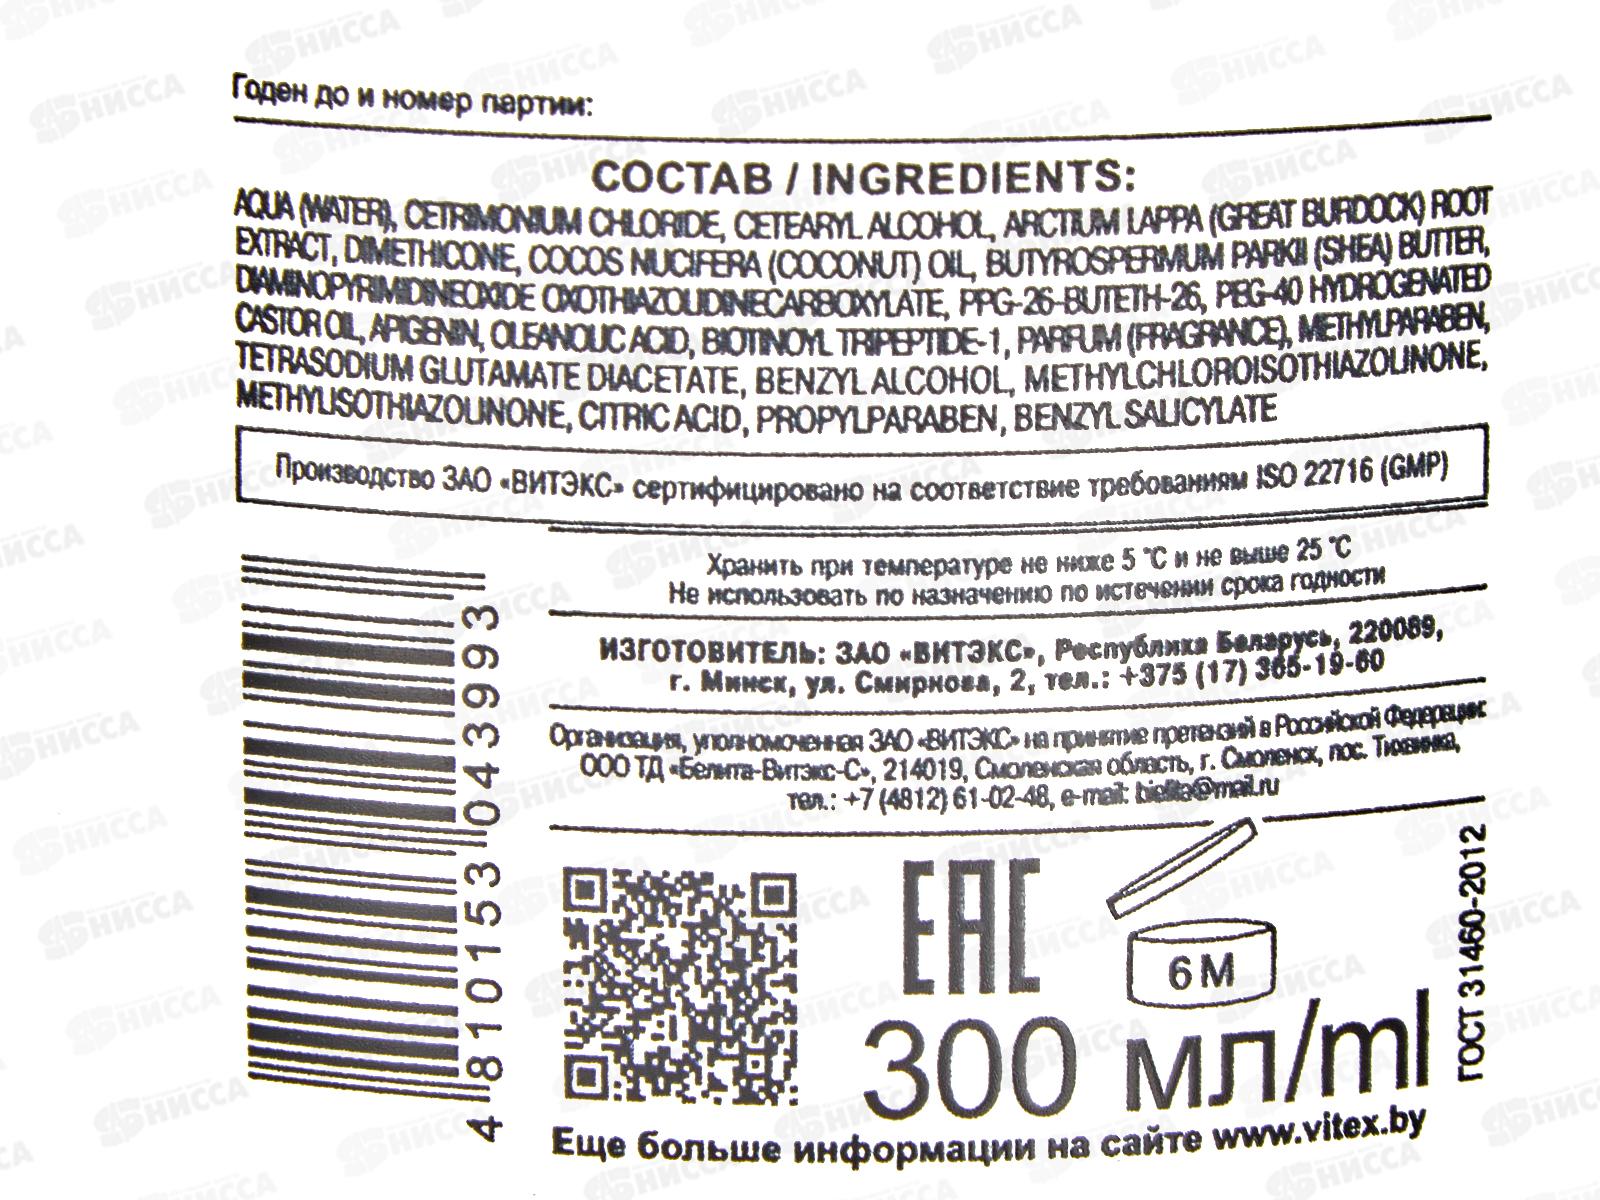 Годен до и номер партии:
СОСТАВ / INGREDIENTS:
AQUA (WATER), CETRIMONIUM CHLORIDE, CETEARYL ALCOHOL, ARCTIUM LAPPA (GREAT BURDOCK) ROOT
EXTRACT, DIMETHICONE, COCOS NUCIFERA (COCONUT) OIL, BUTYROSPERMUM PARKII (SHEA) BUTTER,
DIAMINOPYRIMIDINEOXIDE OXOTHIAZOLIDINECARBOXYLATE, PPG-26-BUTETH-26, PEG-40 HYDROGENATED
CASTOR OIL, APIGENIN, OLEANOLIC ACID, BIOTINOYL TRIPEPTIDE-1, PARFUM (FRAGRANCE), METHYLPARABEN,
TETRASODIUM GLUTAMATE DIACETATE, BENZYL ALCOHOL, METHYLCHLOROISOTHIAZOLINONE,
METHYLISOTHIAZOLINONE, CITRIC ACID, PROPYLPARABEN, BENZYL SALICYLATE
Производство ЗАО «ВИТЭКС» сертифицировано на соответствие требованиям ISO 22716 (GMP)
Хранить при температуре не ниже 5 °C и не выше 25 °C
Не использовать по назначению по истечении срока годности
ИЗГОТОВИТЕЛЬ: ЗАО «ВИТЭКС», Республика Беларусь, 220089,
г. Минск, ул. Смирнова, 2, тел.: +375 (17) 365-19-60
Организация, уполномоченная ЗАО «ВИТЭКС» на принятие претензий в Российской Федерации:
ООО ТД «Белита-Витэкс-С», 214019, Смоленская область, г. Смоленск, пос. Тихвинка,
тел.: +7 (4812) 61-02-48, e-mail: bielita@mail.ru
4 810153 043993
ЕАС
6 М
300 мл/ml
ГОСТ 31460-2012
Еще больше информации на сайте www.vitex.by
НИССА